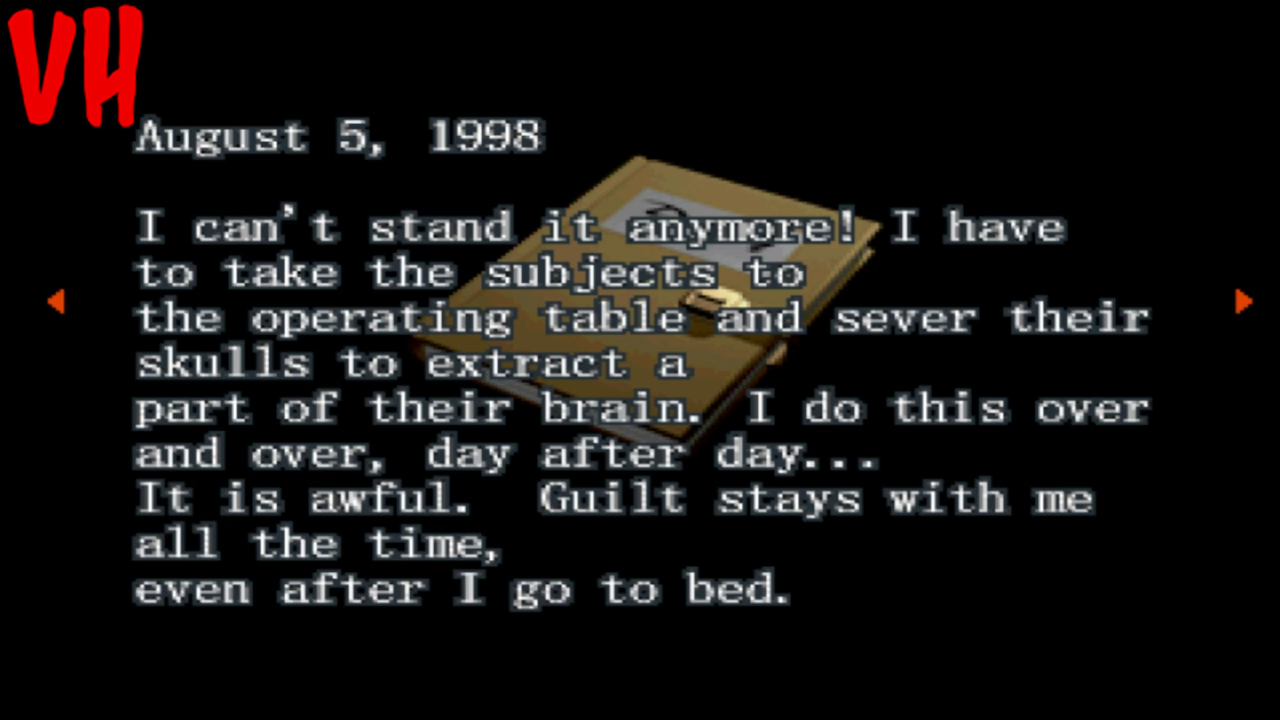 VH
August 5, 1998
I can't stand it anymore! I have
to take the subjects to
the operating table and sever their
skulls to extract a
part of their brain. I do this over
and over, day after day...
It is awful. Guilt stays with me
all the time,
even after I go to bed.